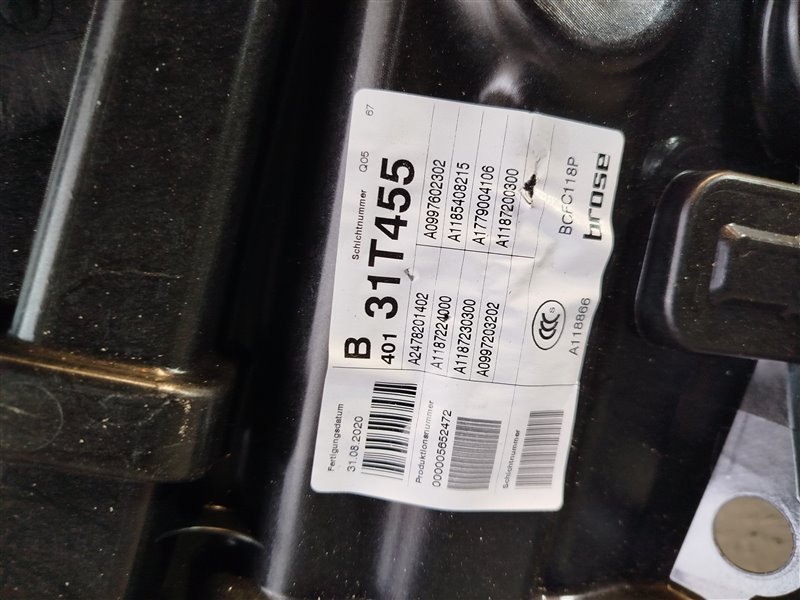 Fertigungsdatum
31.08.2020
Produktionsnummer
000005652472
Schichtnummer
B
401
31T455
Schichtnummer Q05 67
A2478201402 A0997602302
A1187224000 A1185408215
A1187230300 A1779004106
A0997203202 A1187200300
CCC S
BCFC118P
A118866
brose